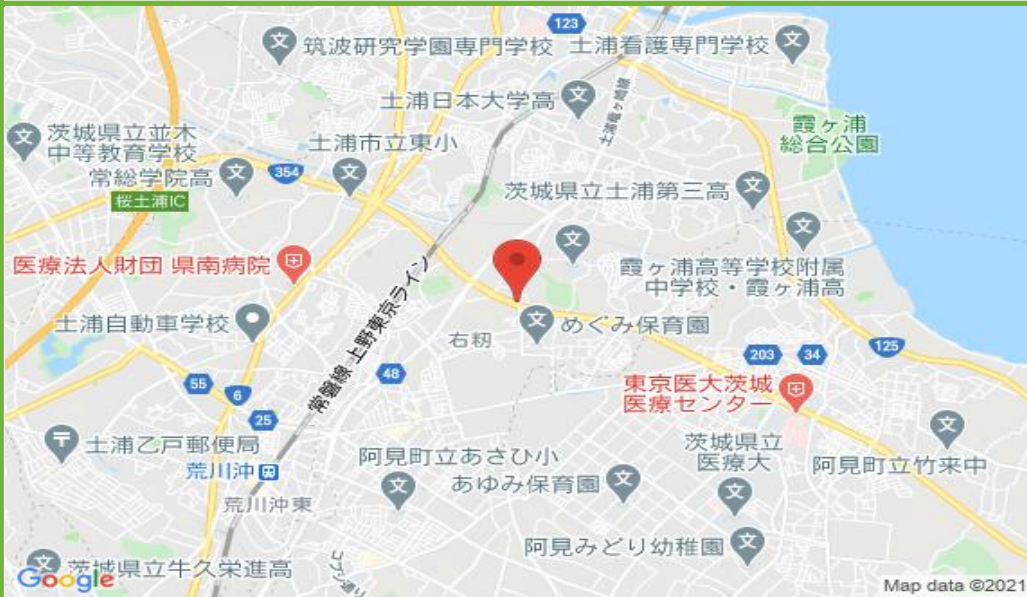 123
筑波研究学園専門学校
土浦看護専門学校
土浦日本大学高
土浦竜ヶ崎線
霞ヶ浦
総合公園
茨城県立並木
中等教育学校
土浦市立東小
常総学院高
354
桜土浦IC
茨城県立土浦第三高
医療法人財団 県南病院
霞ヶ浦高等学校附属
中学校・霞ヶ浦高
常磐線-上野東京ライン
土浦自動車学校
めぐみ保育園
右籾
203
34
125
55
6
48
25
東京医大茨城
医療センター
土浦乙戸郵便局
荒川沖
荒川沖東
阿見町立あさひ小
あゆみ保育園
茨城県立
医療大
阿見町立竹来中
阿見みどり幼稚園
茨城県立牛久栄進高
Google
Map data ©2021